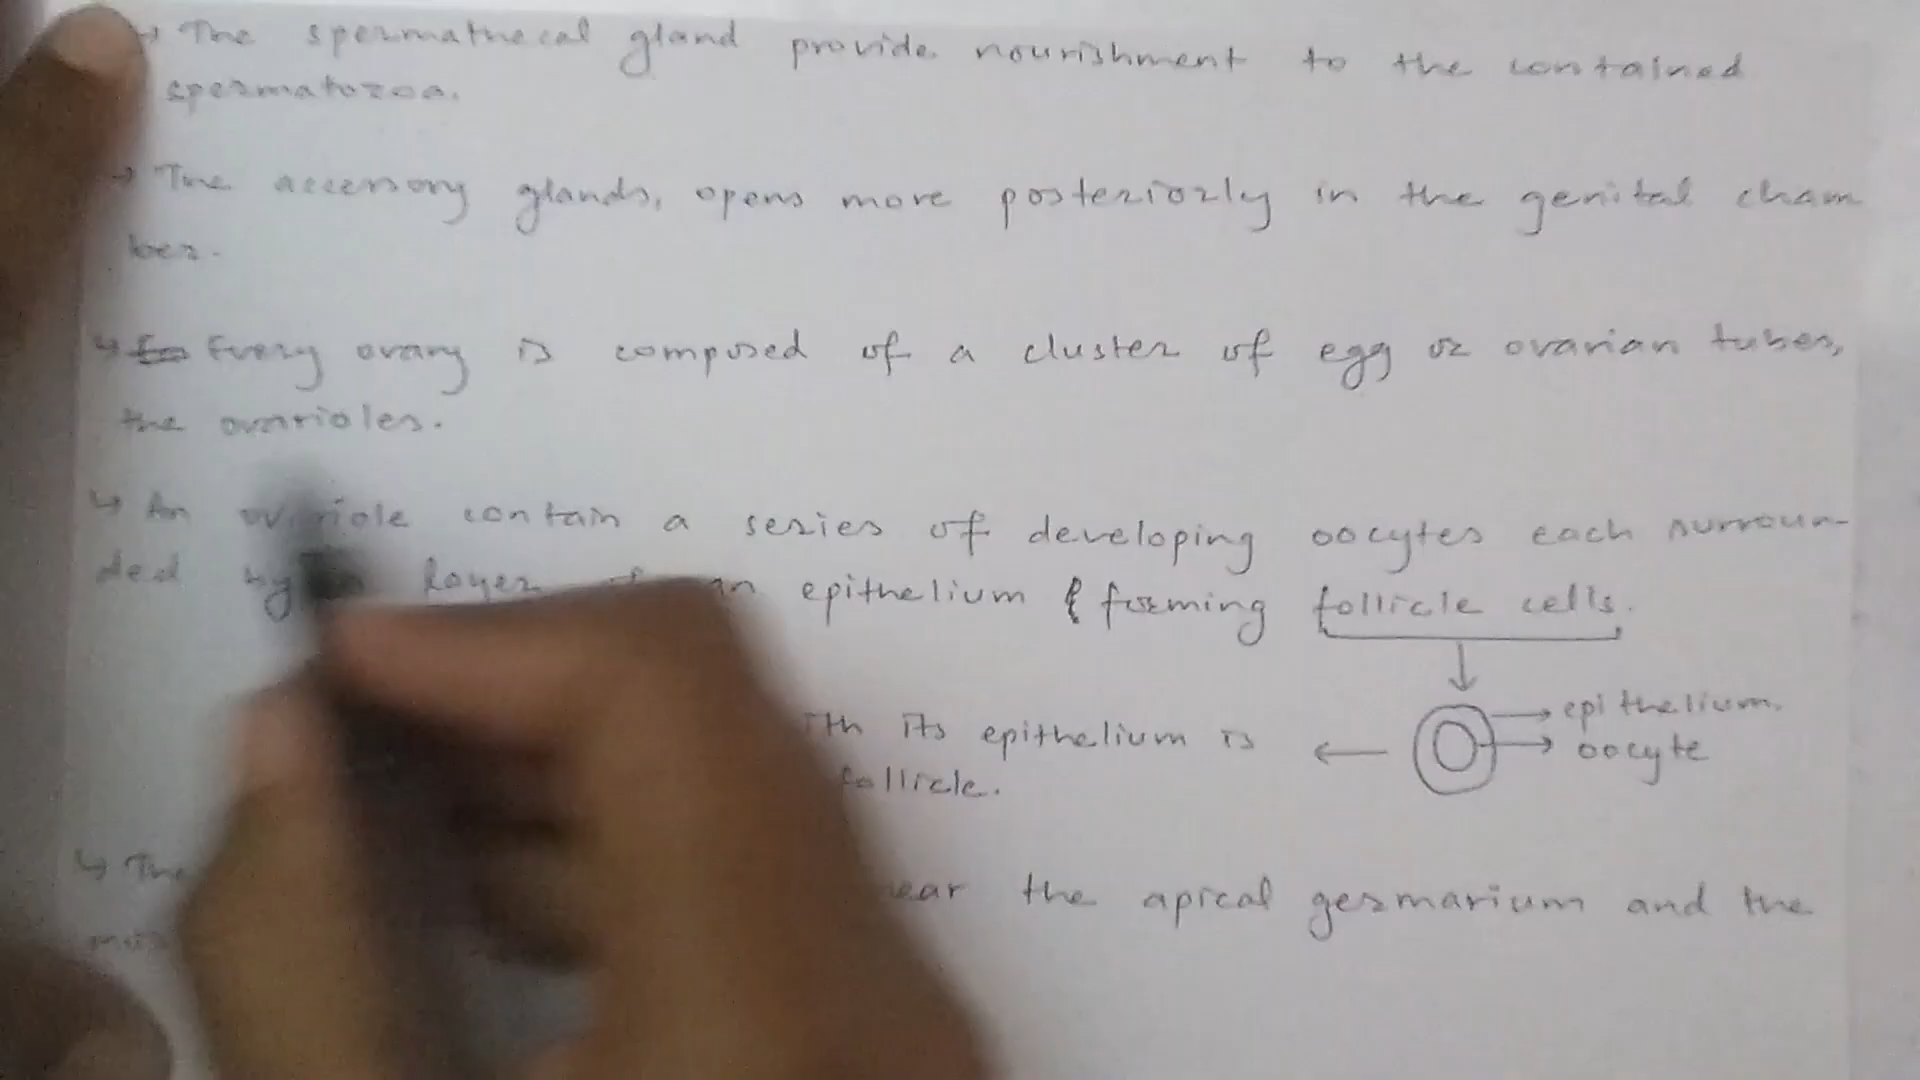 ↳ The spermathecal gland provide nourishment to the contained
spermatozoa.
→ The accessory glands, opens more posteriorly in the genital cham
ber.
↳ Every ovary is composed of a cluster of egg or ovarian tubes,
the ovarioles.
↳ An ovariole contain a series of developing oocytes each surroun-
ded by layer epithelium & forming follicle cells.
→ epithelium.
its epithelium is ← → oocyte
follicle.
↳ The near the apical germarium and the